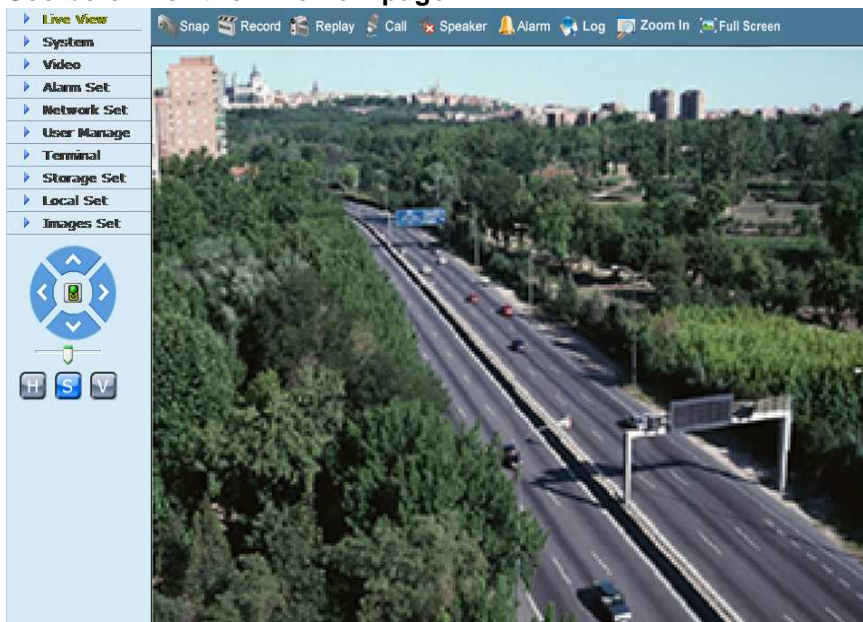 Live View
System
Video
Alarm Set
Network Set
User Manage
Terminal
Storage Set
Local Set
Images Set
H S V
Snap Record Replay Call Speaker Alarm Log Zoom In Full Screen